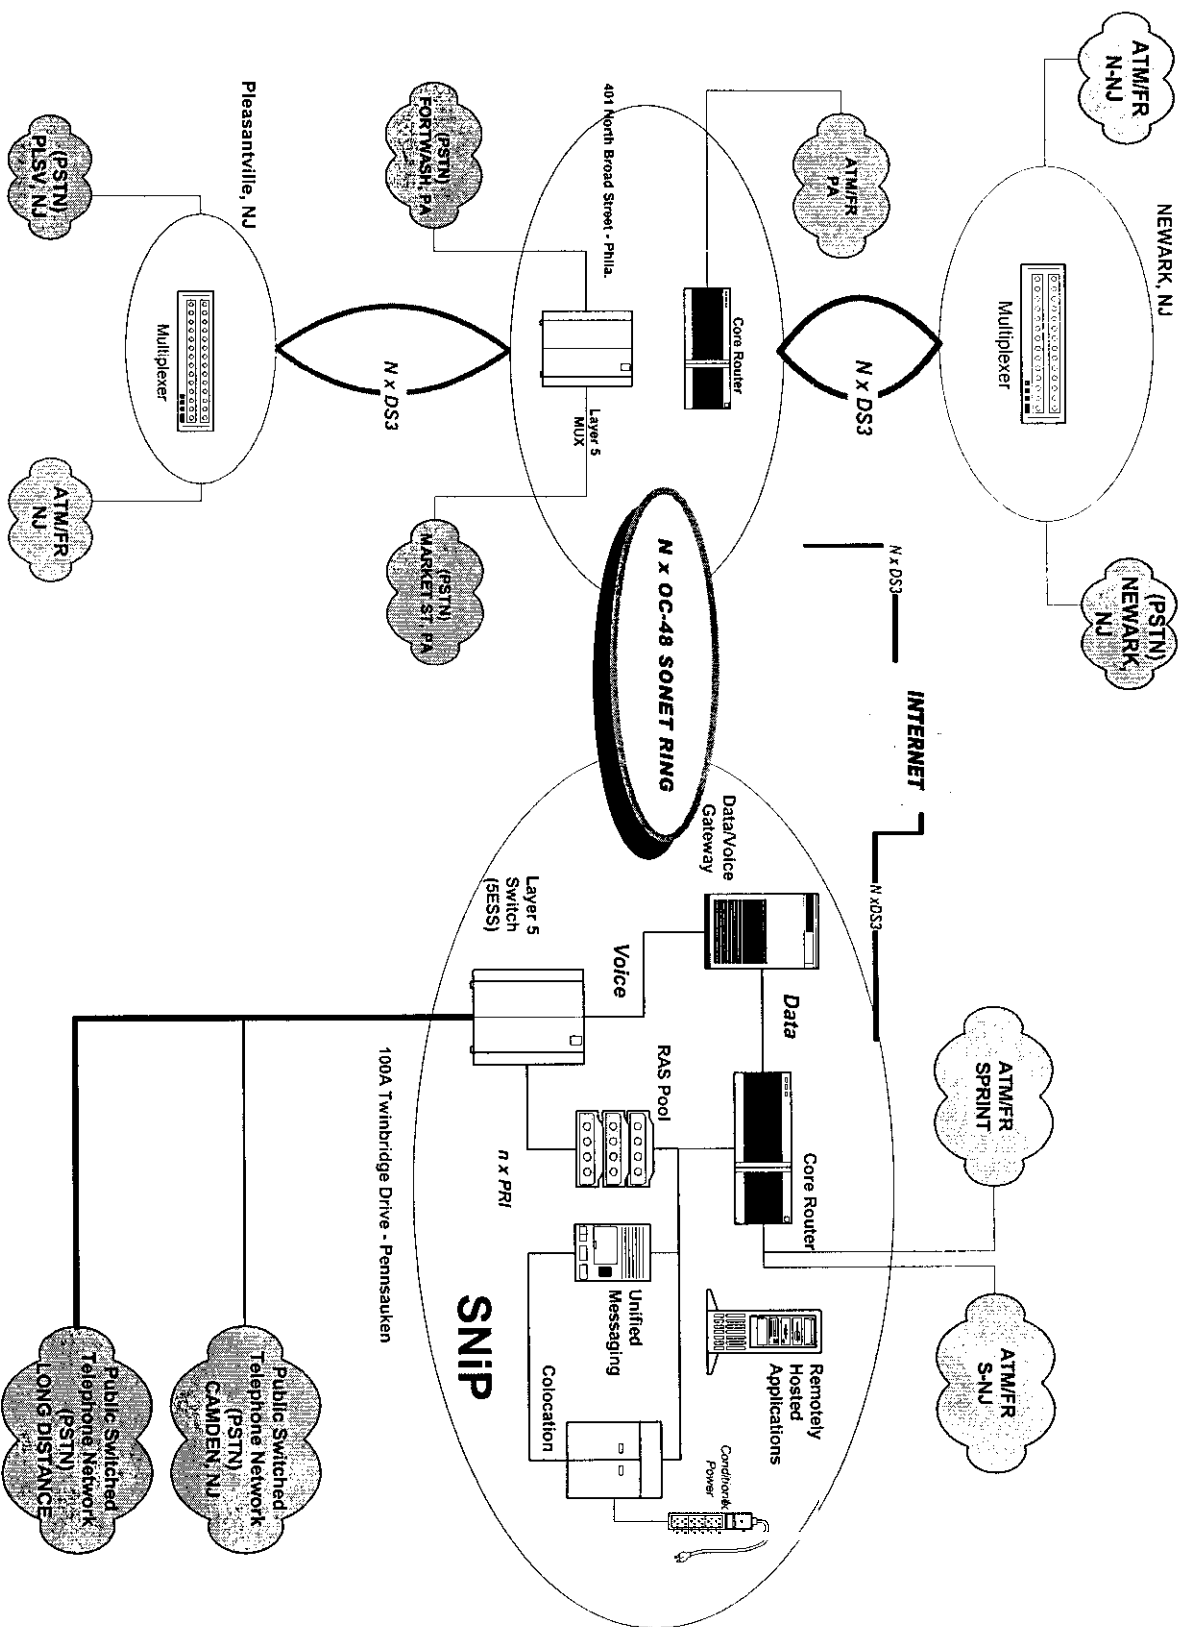 NEWARK, NJ
ATM/FR
N-NJ
Multiplexer
(PSTN)
NEWARK,
NJ
N x DS3
ATM/FR
PA
401 North Broad Street - Phila.
Core Router
(PSTN)
FORTWASH, PA
Layer 5
MUX
(PSTN)
MARKET ST, PA
N x DS3
Pleasantville, NJ
(PSTN)
PLSV, NJ
Multiplexer
ATM/FR
NJ
N x OC-48 SONET RING
N x DS3
INTERNET
N xDS3
ATM/FR
SPRINT
ATM/FR
S-NJ
Data/Voice
Gateway
Data
Voice
Layer 5
Switch
(5ESS)
Core Router
RAS Pool
n x PRI
Remotely
Hosted
Applications
Unified
Messaging
Colocation
Power
SNiP
100A Twinbridge Drive - Pennsauken
Public Switched
Telephone Network
(PSTN)
CAMDEN, NJ
Public Switched
Telephone Network
(PSTN)
LONG DISTANCE